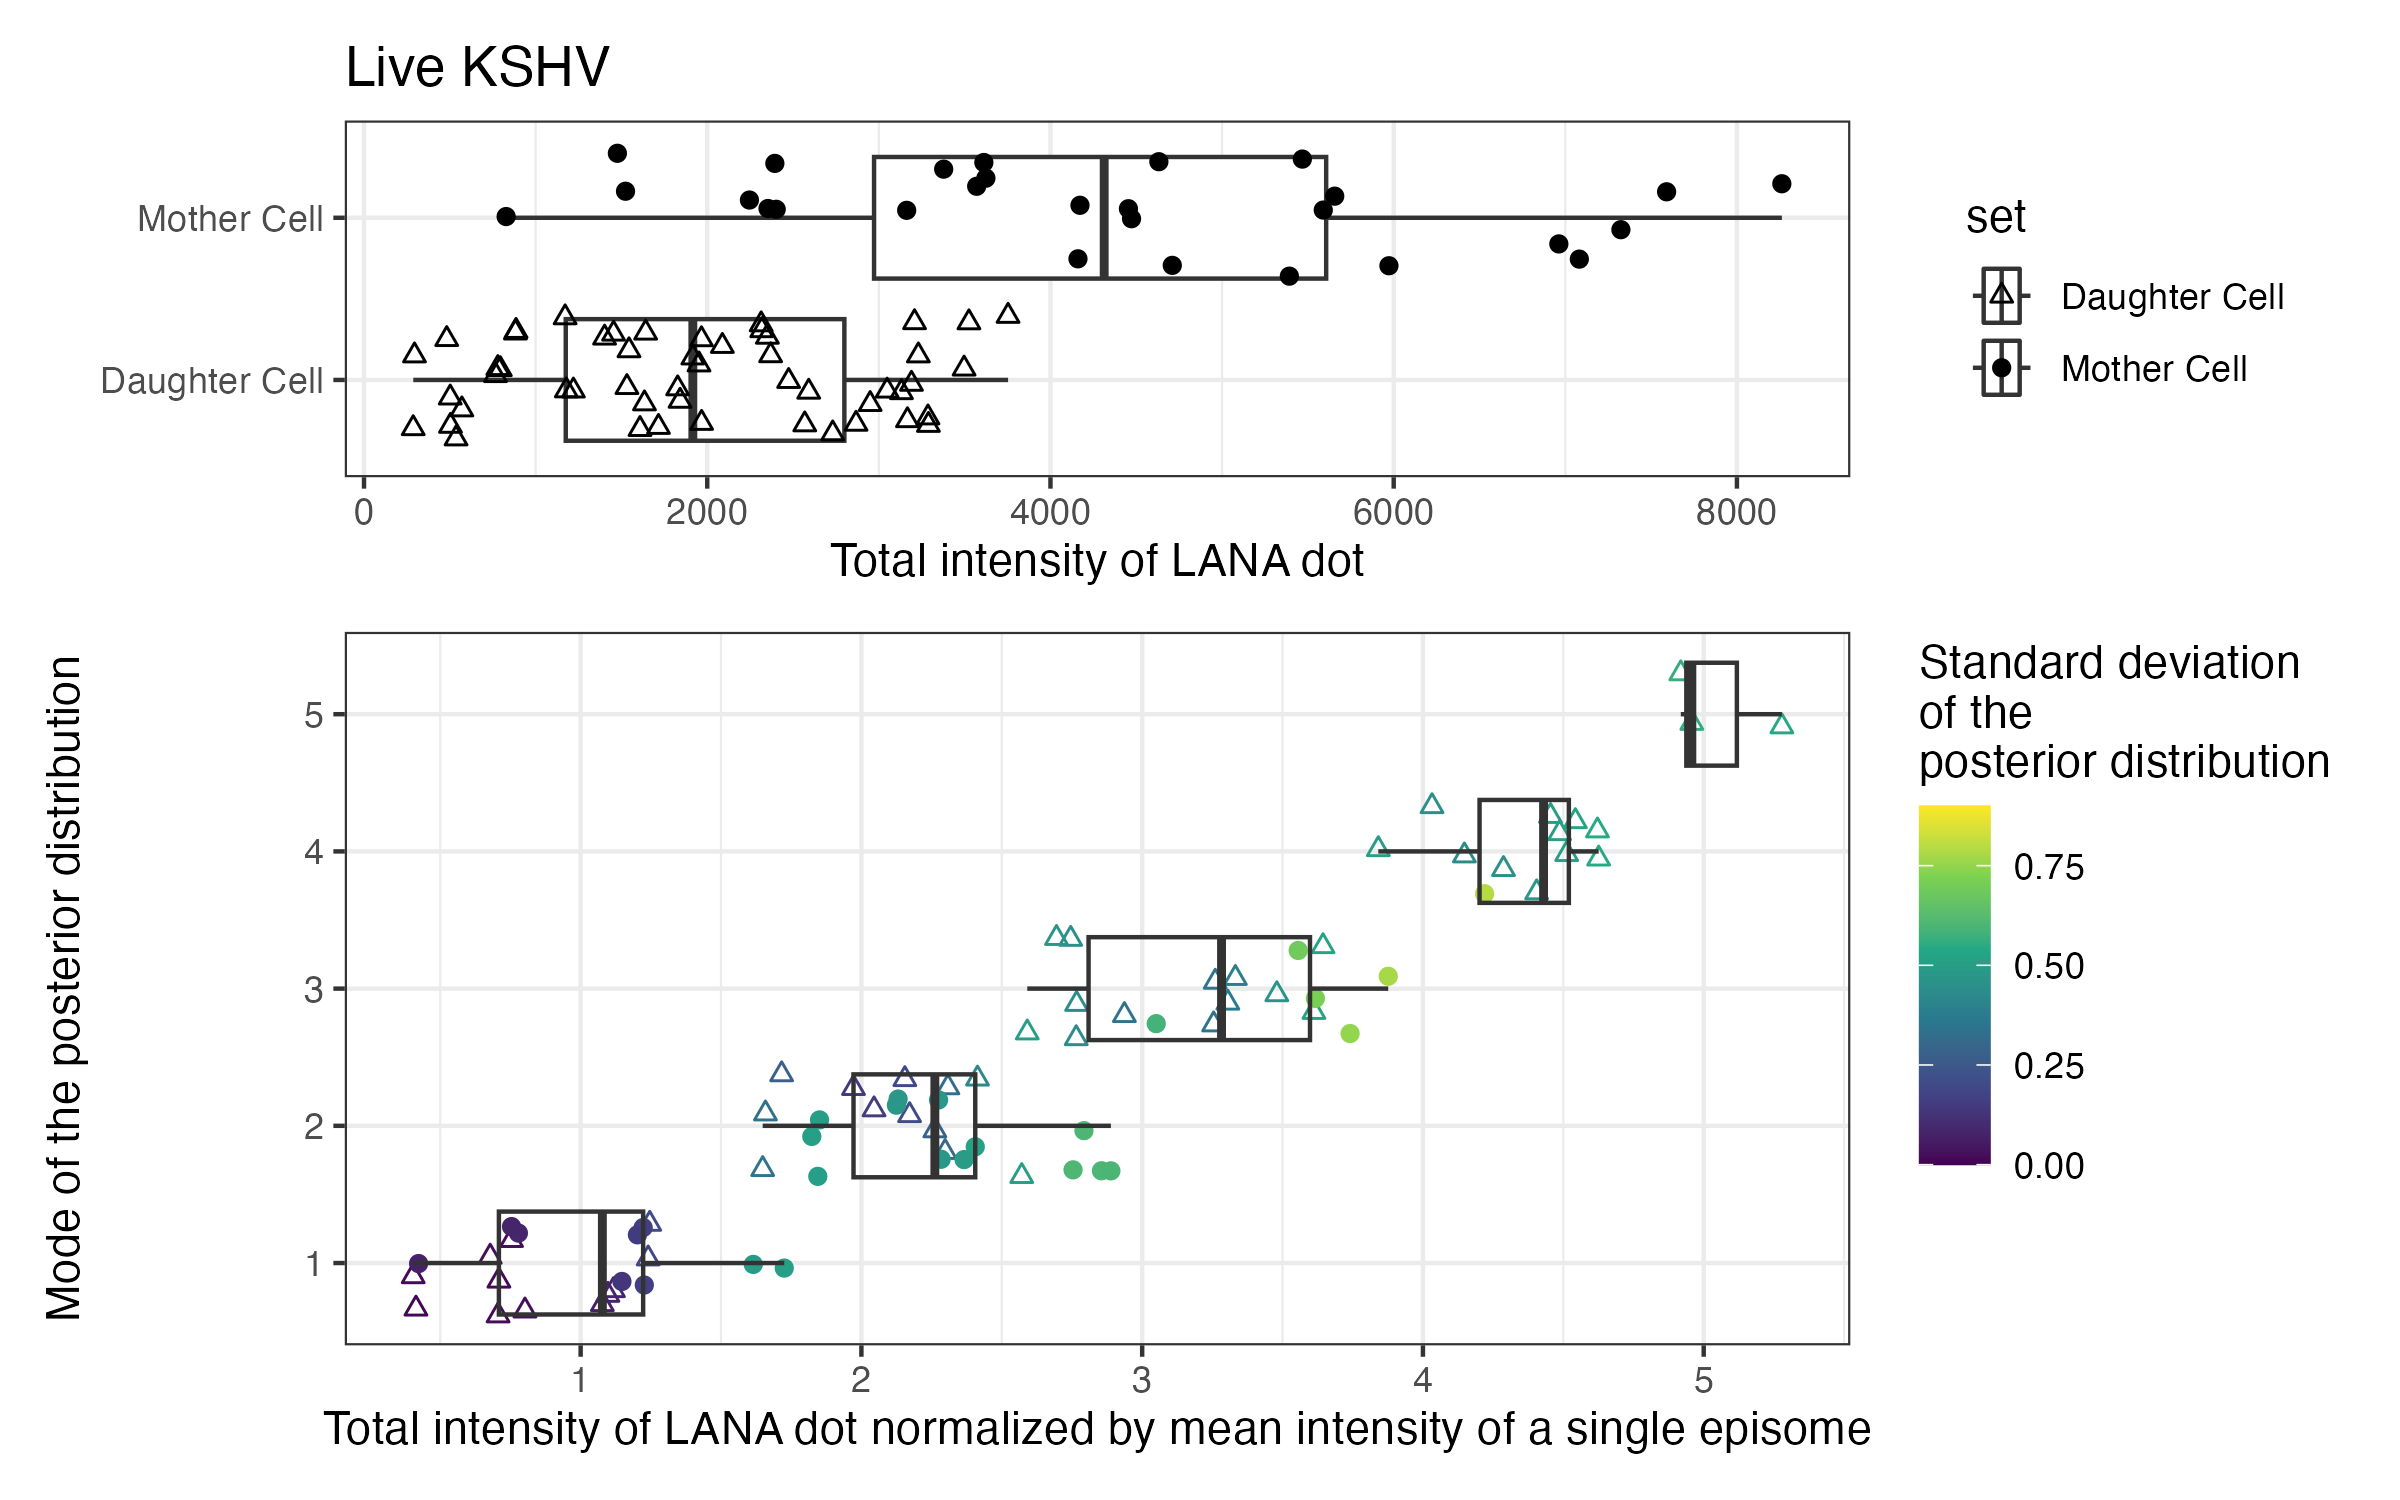 Live KSHV
Mother Cell
Daughter Cell
0 2000 4000 6000 8000
Total intensity of LANA dot
set
Daughter Cell
Mother Cell
Mode of the posterior distribution
5
4
3
2
1
1 2 3 4 5
Total intensity of LANA dot normalized by mean intensity of a single episome
Standard deviation
of the
posterior distribution
0.75
0.50
0.25
0.00